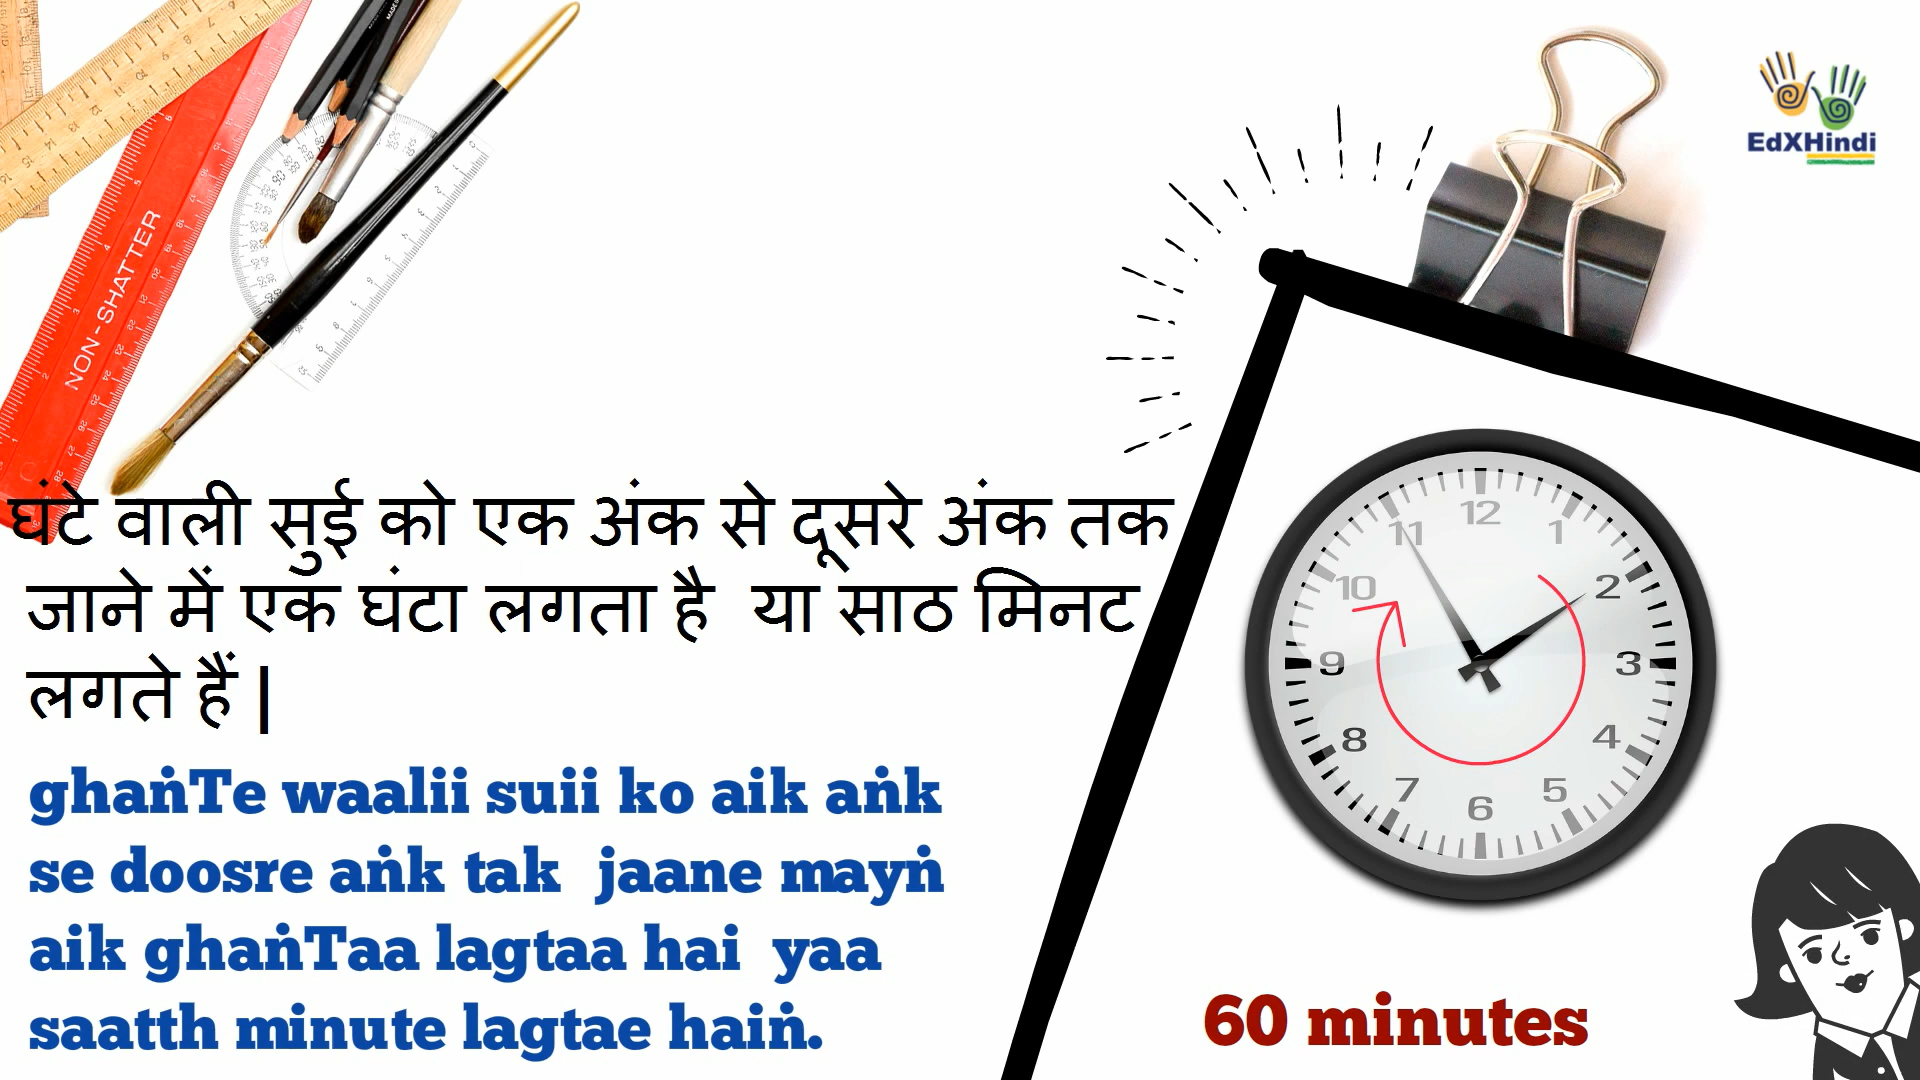 NON-SHATTER
EdXHindi
घंटे वाली सुई को एक अंक से दूसरे अंक तक
जाने में एक घंटा लगता है या साठ मिनट
लगते हैं |
ghaṅTe waalii suii ko aik aṅk
se doosre aṅk tak jaane mayṅ
aik ghaṅTaa lagtaa hai yaa
saatth minute lagtae haiṅ.
12
11 1
10 2
9 3
8 4
7 5
6
60 minutes